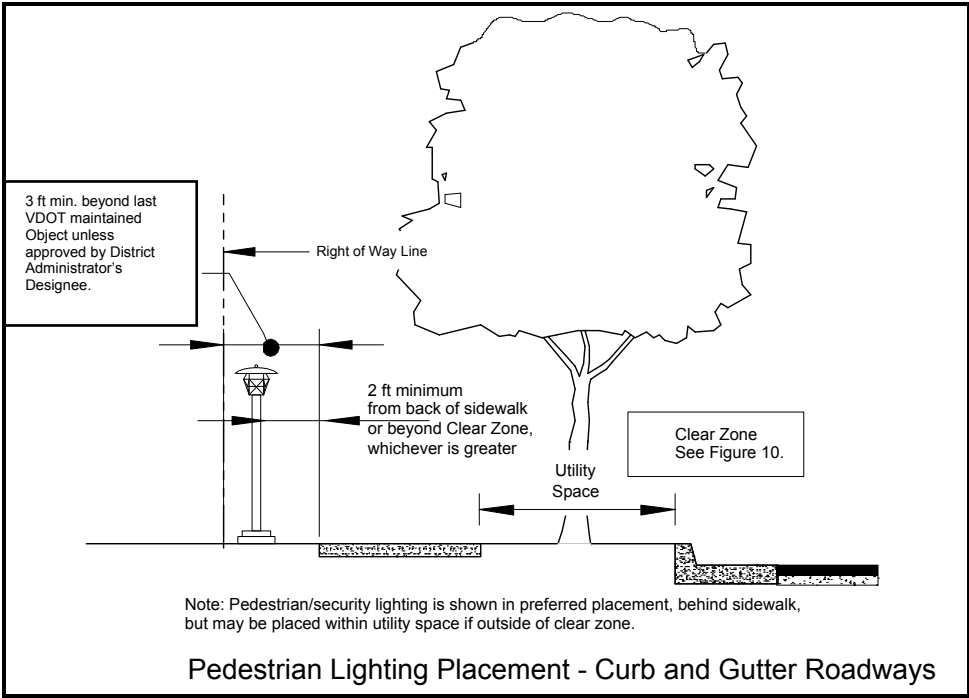 3 ft min. beyond last
VDOT maintained
Object unless
approved by District
Administrator's
Designee.
Right of Way Line
2 ft minimum
from back of sidewalk
or beyond Clear Zone,
whichever is greater
Clear Zone
See Figure 10.
Utility
Space
Note: Pedestrian/security lighting is shown in preferred placement, behind sidewalk,
but may be placed within utility space if outside of clear zone.
Pedestrian Lighting Placement - Curb and Gutter Roadways